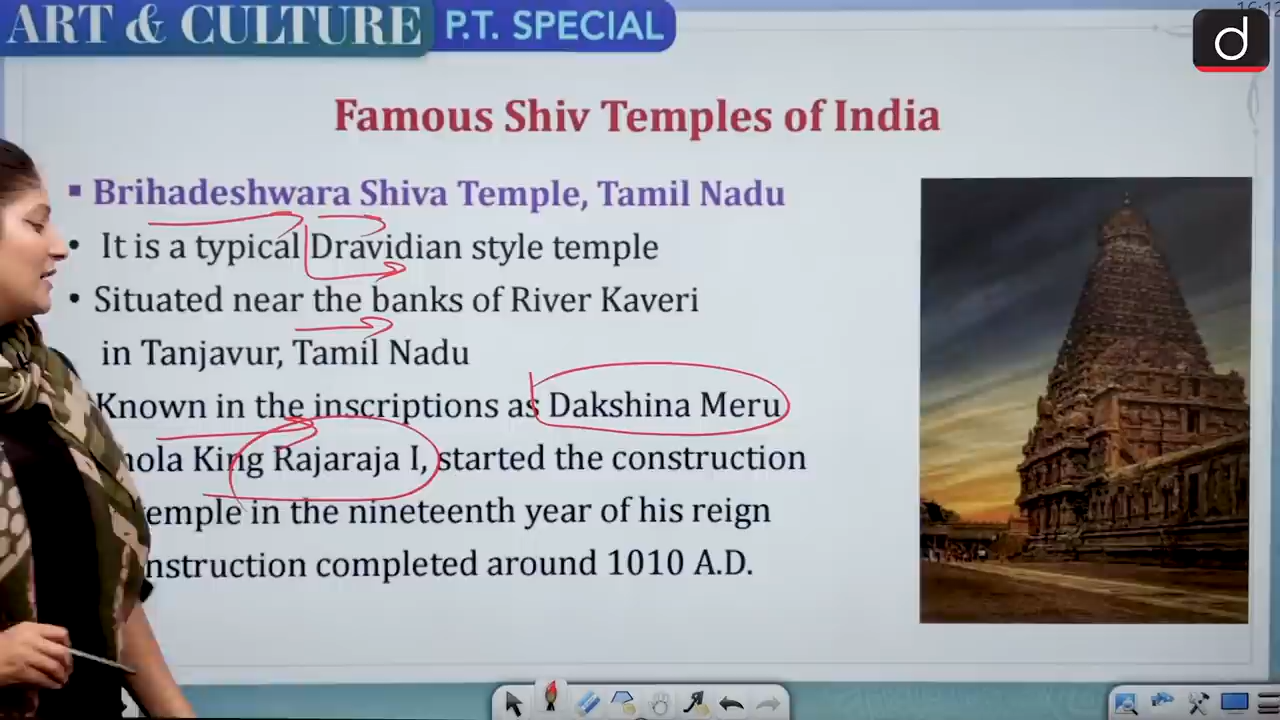 16:12
ART & CULTURE P.T. SPECIAL
d
Famous Shiv Temples of India
▪ Brihadeshwara Shiva Temple, Tamil Nadu
• It is a typical Dravidian style temple
• Situated near the banks of River Kaveri
in Tanjavur, Tamil Nadu
Known in the inscriptions as Dakshina Meru
hola King Rajaraja I, started the construction
emple in the nineteenth year of his reign
nstruction completed around 1010 A.D.